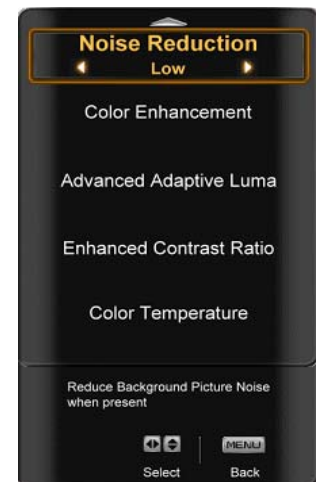 Noise Reduction
Low
Color Enhancement
Advanced Adaptive Luma
Enhanced Contrast Ratio
Color Temperature
Reduce Background Picture Noise
when present
MENU
Select Back